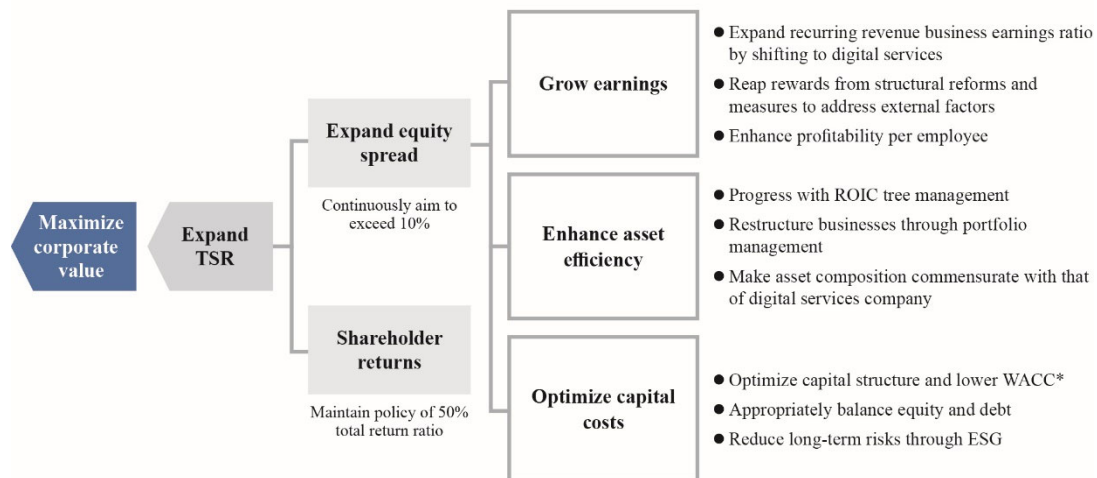 Maximize
corporate
value
Expand
TSR
Expand equity
spread
Continuously aim to
exceed 10%
Shareholder
returns
Maintain policy of 50%
total return ratio
Grow earnings
● Expand recurring revenue business earnings ratio
by shifting to digital services
● Reap rewards from structural reforms and
measures to address external factors
● Enhance profitability per employee
Enhance asset
efficiency
● Progress with ROIC tree management
● Restructure businesses through portfolio
management
● Make asset composition commensurate with that
of digital services company
Optimize capital
costs
● Optimize capital structure and lower WACC*
● Appropriately balance equity and debt
● Reduce long-term risks through ESG